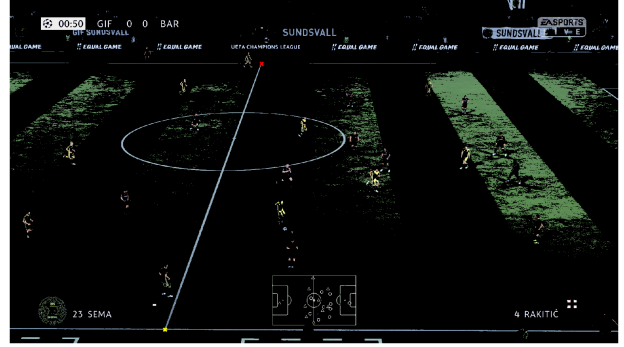 00:50 GIF 0 0 BAR
EA SPORTS
GIF SUNDSVALL
SUNDSVALL
SUNDSVALL
EQUAL GAME
EQUAL GAME
UEFA CHAMPIONS LEAGUE
EQUAL GAME
EQUAL GAME
EQUAL GAME
EQUAL GAME
23 SEMA
4 RAKITIĆ